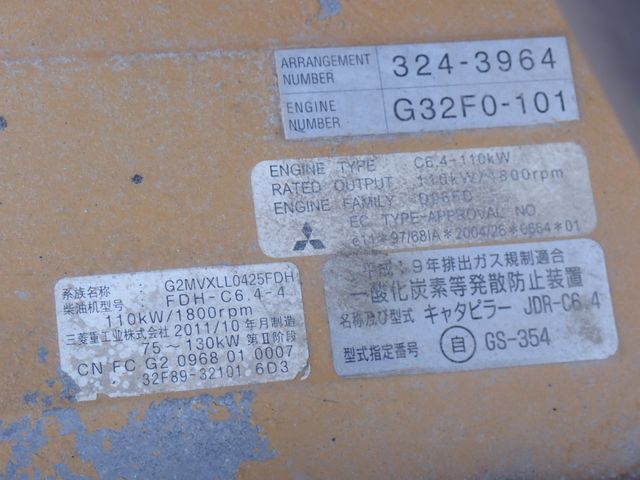 ARRANGEMENT NUMBER 324-3964
ENGINE NUMBER G32F0-101
ENGINE TYPE C6.4-110kW
RATED OUTPUT 110kW/1800rpm
ENGINE FAMILY D06FD
EC TYPE-APPROVAL NO
e11*97/68IA*2004/26*0664*01
系族名称 : G2MVXLL0425FDH
柴油机型号 FDH-C6.4-4
110kW/1800rpm
三菱重工业株式会社 2011/10 年月制造
75～130kW 第Ⅱ阶段
CN FC G2 0968 01 0007
32F89-32101 6D3
平成 9年排出ガス規制適合
一酸化炭素等発散防止装置
名称及び型式 キャタピラー JDR-C6.4
型式指定番号 自 GS-354